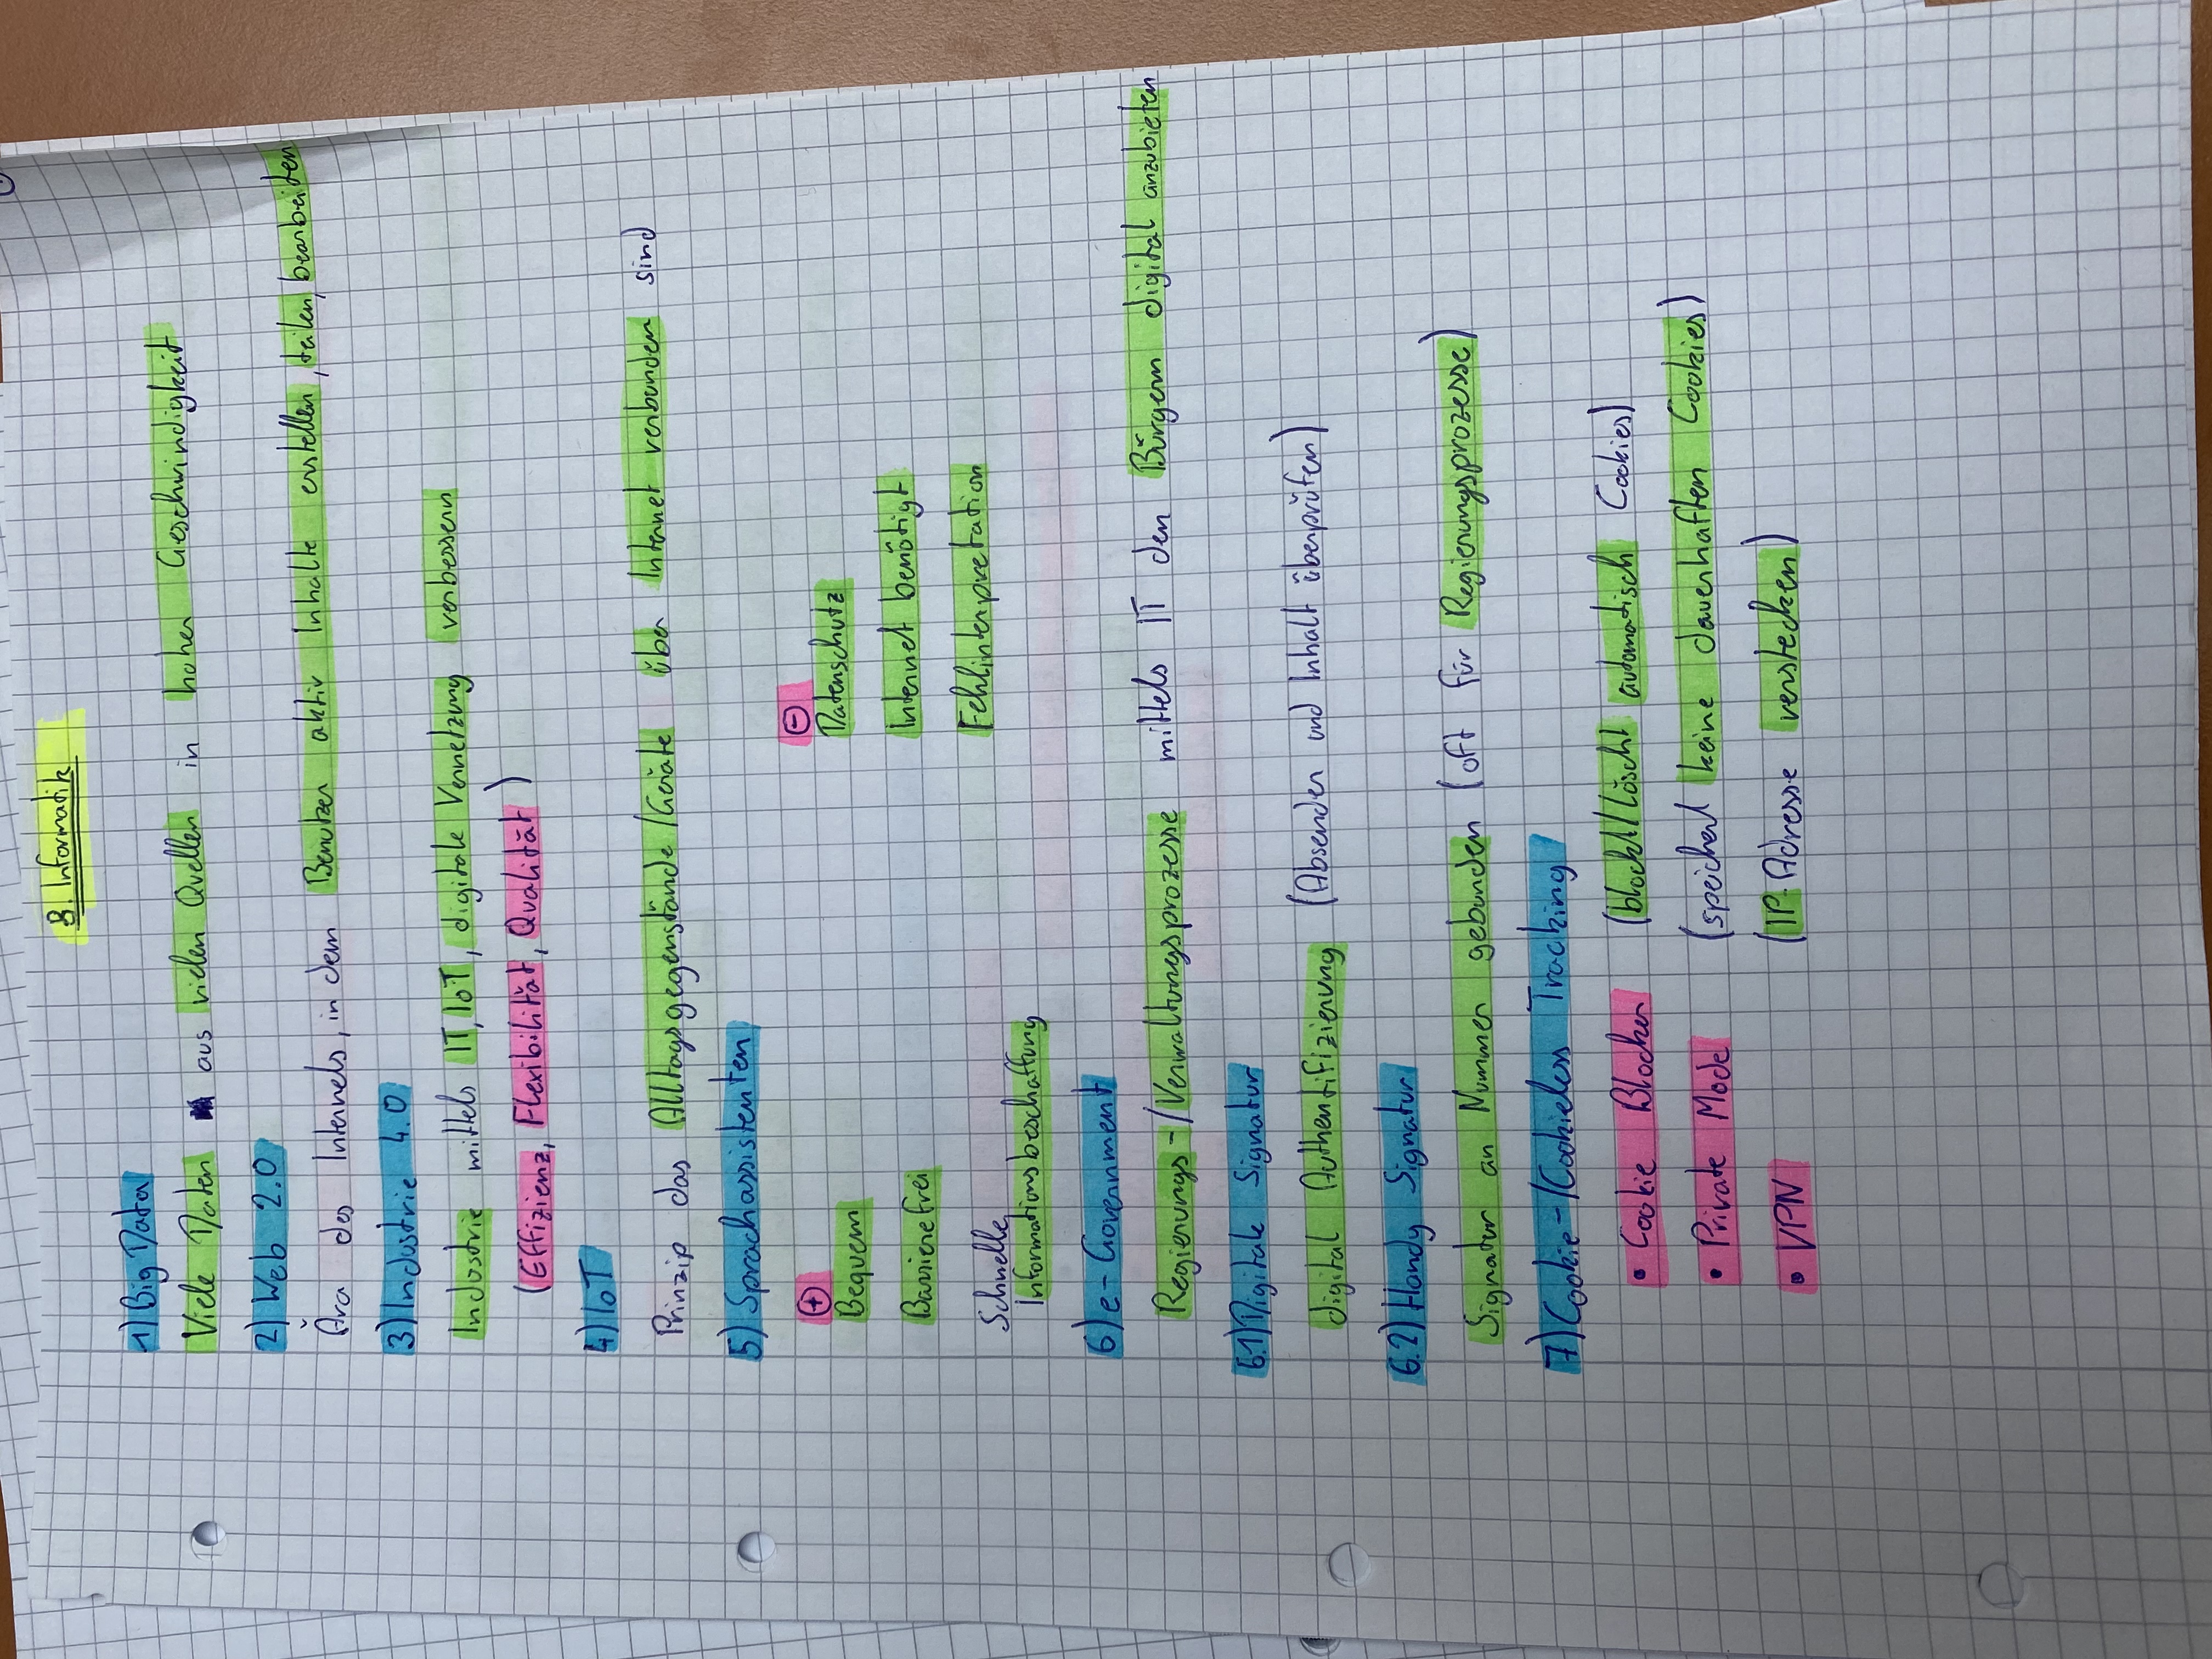 8. Informatik
1) Big Data
Viele Daten aus vielen Quellen in hoher Geschwindigkeit
2) Web 2.0
Ära des Internets, in dem Benutzer aktiv Inhalte erstellen, teilen, bearbeiten
3) Industrie 4.0
Industrie mittels IT, IoT, digitale Vernetzung verbessern
(Effizienz, Flexibilität, Qualität)
4) IoT
Prinzip das Alltagsgegenstände/Geräte über Internet verbunden sind
5) Sprachassistenten
+ −
Bequem Datenschutz
Barrierefrei Internet benötigt
Schnelle Fehlinterpretation
Informationsbeschaffung
6) e-Government
Regierungs-/Verwaltungsprozesse mittels IT den Bürgern digital anzubieten
6.1) Digitale Signatur
digital Authentifizierung (Absender und Inhalt überprüfen)
6.2) Handy Signatur
Signatur an Nummer gebunden (oft für Regierungsprozesse)
7) Cookie-/Cookieless Tracking
• Cookie Blocker (blockt/löscht automatisch Cookies)
• Private Mode (speichert keine dauerhaften Cookies)
• VPN (IP-Adresse verstecken)